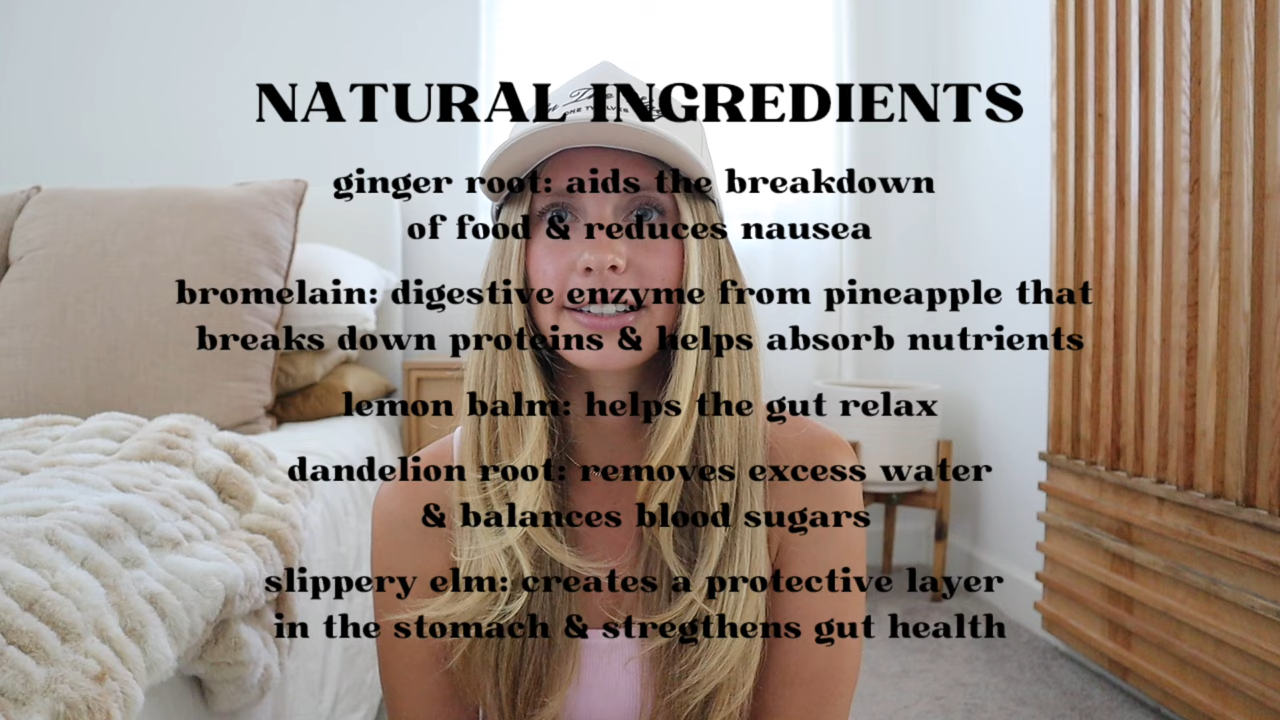 NATURAL INGREDIENTS
ginger root: aids the breakdown
of food & reduces nausea
bromelain: digestive enzyme from pineapple that
breaks down proteins & helps absorb nutrients
lemon balm: helps the gut relax
dandelion root: removes excess water
& balances blood sugars
slippery elm: creates a protective layer
in the stomach & stregthens gut health